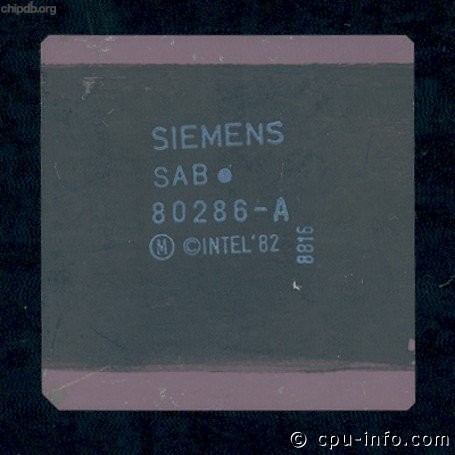 chipdb.org
SIEMENS
SAB ●
80286-A
Ⓜ ©INTEL'82
8816
© cpu-info.com